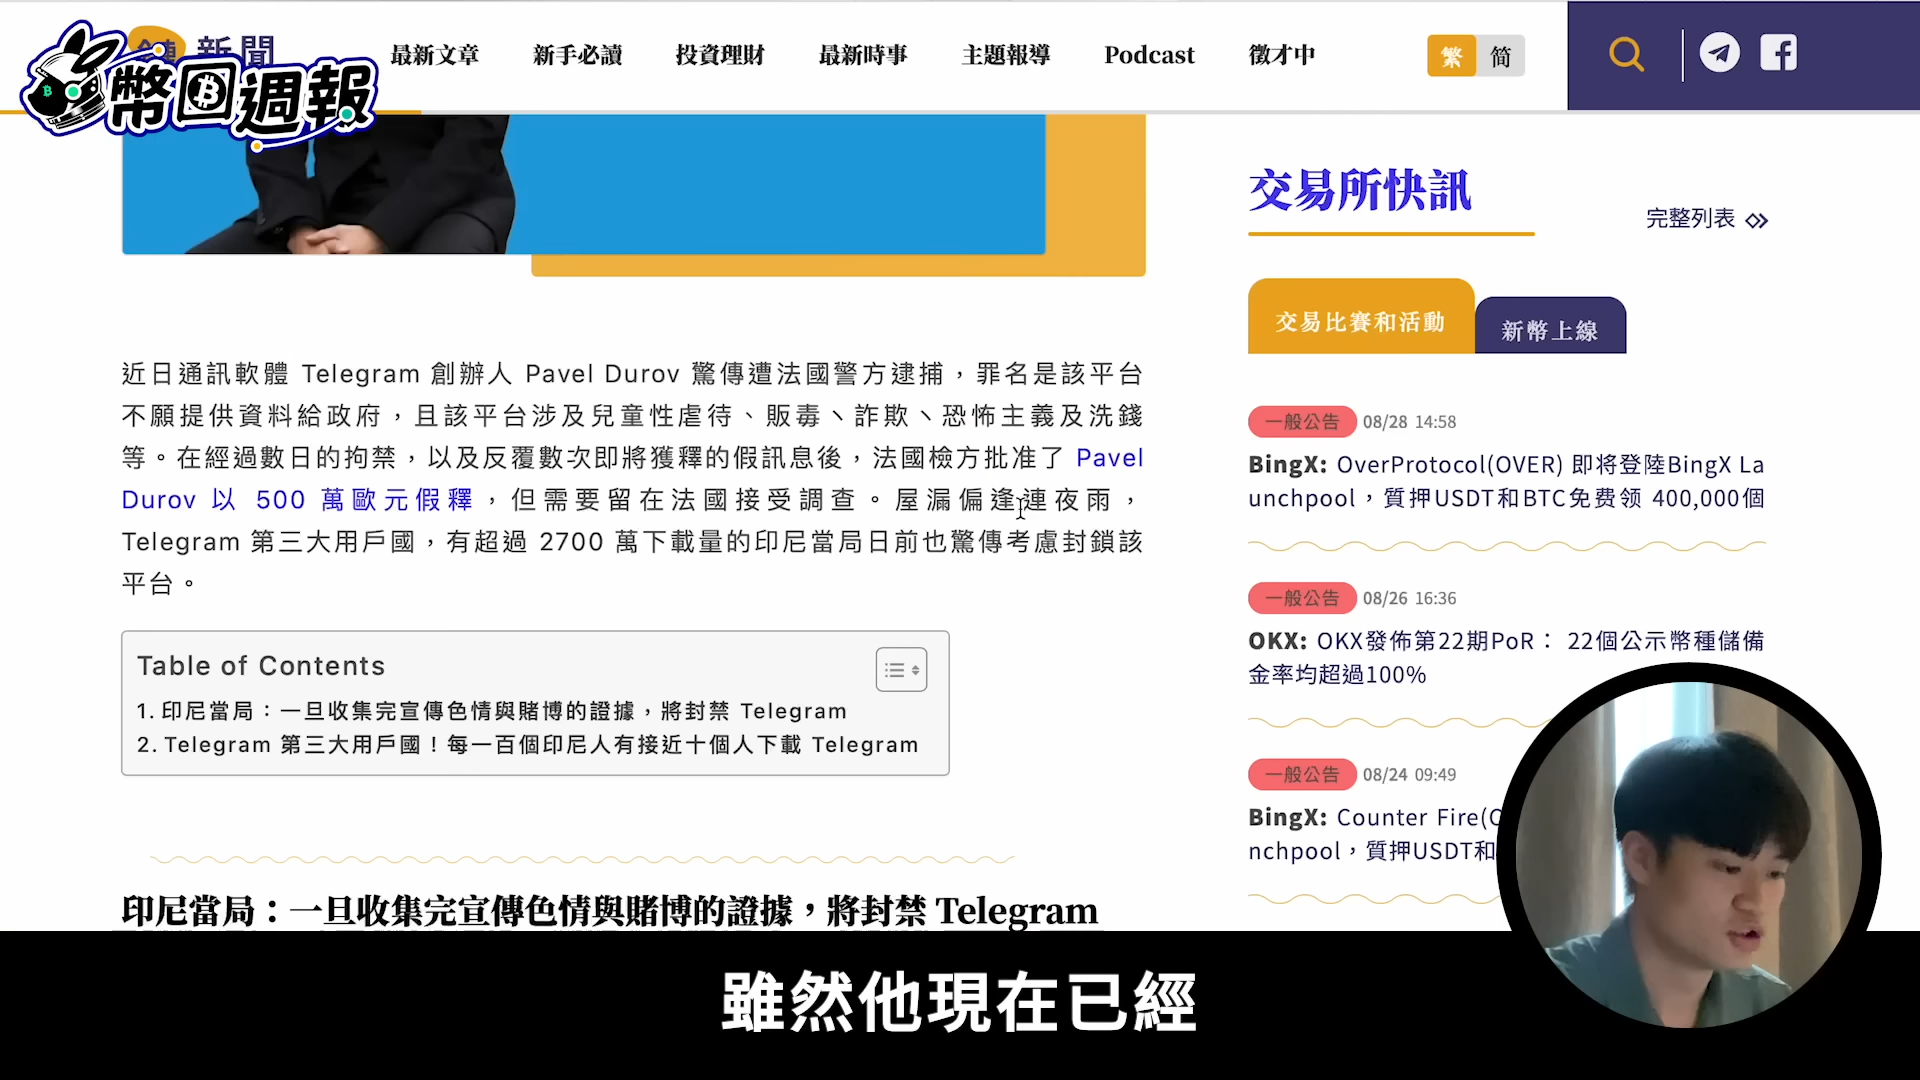 幣圈週報
新聞
最新文章
新手必讀
投資理財
最新時事
主題報導
Podcast
徵才中
繁
简
近日通訊軟體 Telegram 創辦人 Pavel Durov 驚傳遭法國警方逮捕，罪名是該平台
不願提供資料給政府，且該平台涉及兒童性虐待、販毒、詐欺、恐怖主義及洗錢
等。在經過數日的拘禁，以及反覆數次即將獲釋的假訊息後，法國檢方批准了 Pavel
Durov 以 500 萬歐元假釋，但需要留在法國接受調查。屋漏偏逢連夜雨，
Telegram 第三大用戶國，有超過 2700 萬下載量的印尼當局日前也驚傳考慮封鎖該
平台。
Table of Contents
1. 印尼當局：一旦收集完宣傳色情與賭博的證據，將封禁 Telegram
2. Telegram 第三大用戶國！每一百個印尼人有接近十個人下載 Telegram
印尼當局：一旦收集完宣傳色情與賭博的證據，將封禁 Telegram
交易所快訊
完整列表
交易比賽和活動
新幣上線
一般公告 08/28 14:58
BingX: OverProtocol(OVER) 即将登陸BingX La
unchpool，質押USDT和BTC免费领 400,000個
一般公告 08/26 16:36
OKX: OKX發佈第22期PoR： 22個公示幣種儲備
金率均超過100%
一般公告 08/24 09:49
BingX: Counter Fire(
nchpool，質押USDT和
雖然他現在已經